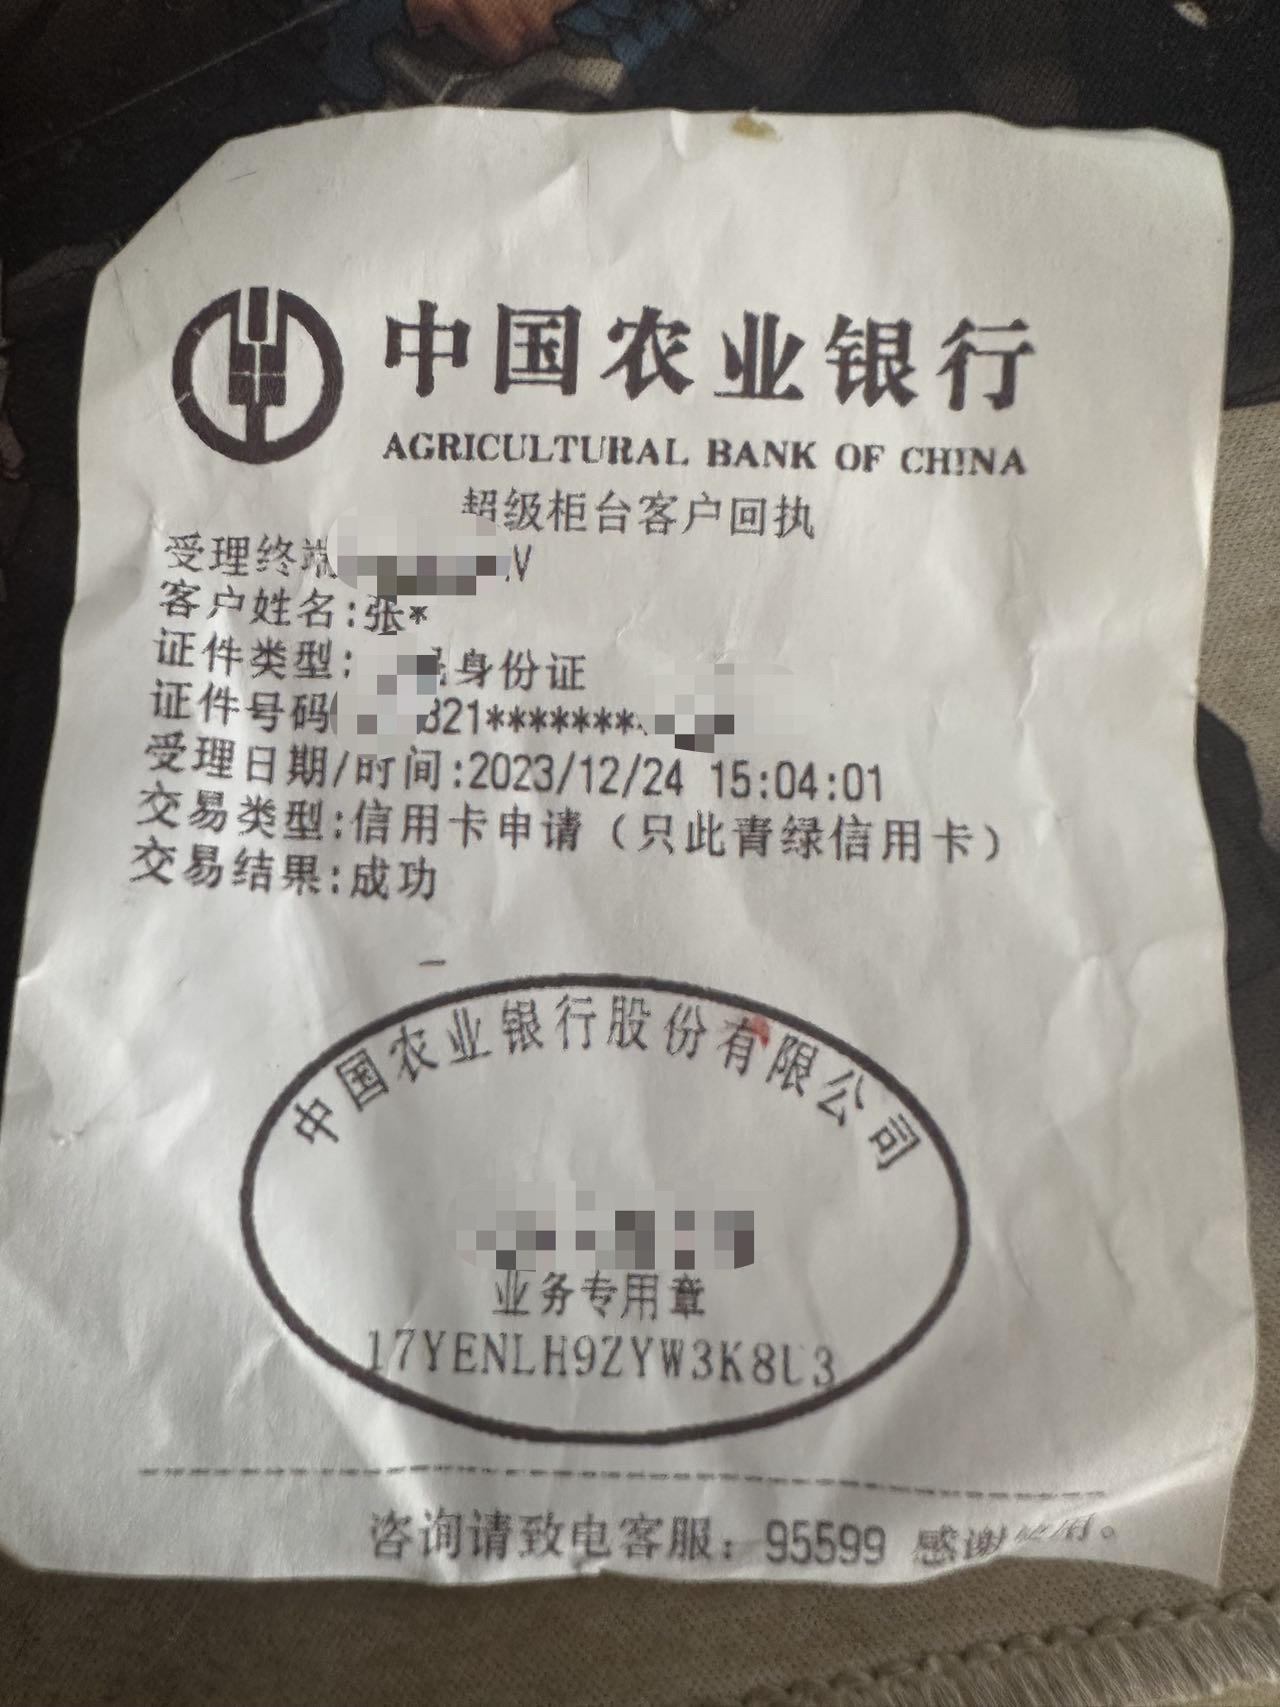 中国农业银行
AGRICULTURAL BANK OF CHINA
超级柜台客户回执
受理终端
客户姓名:张*
证件类型: 身份证
证件号码 321*******
受理日期/时间:2023/12/24 15:04:01
交易类型:信用卡申请（只此青绿信用卡）
交易结果:成功
中国农业银行股份有限公司
业务专用章
17YENLH9ZYW3K8U3
咨询请致电客服：95599 感谢使用。